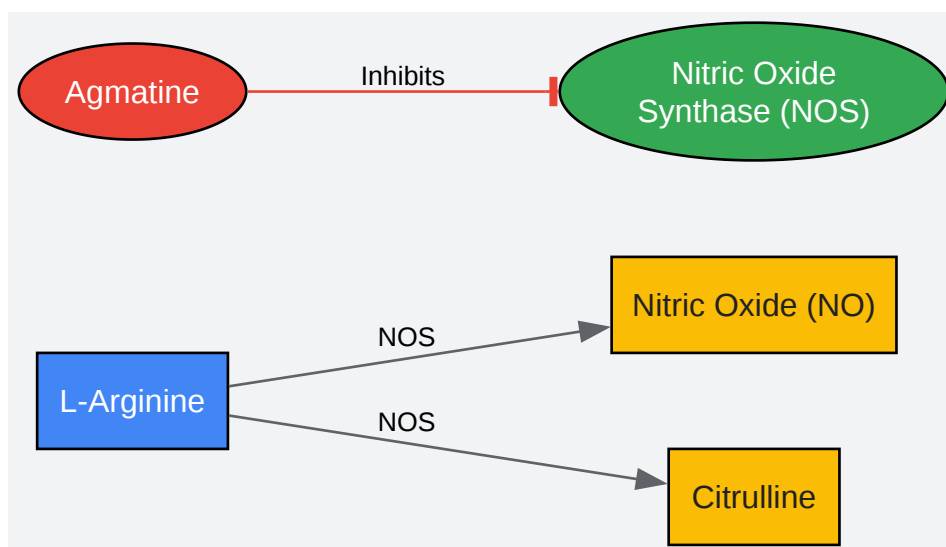 Agmatine
Inhibits
Nitric Oxide
Synthase (NOS)
Nitric Oxide (NO)
NOS
L-Arginine
NOS
Citrulline